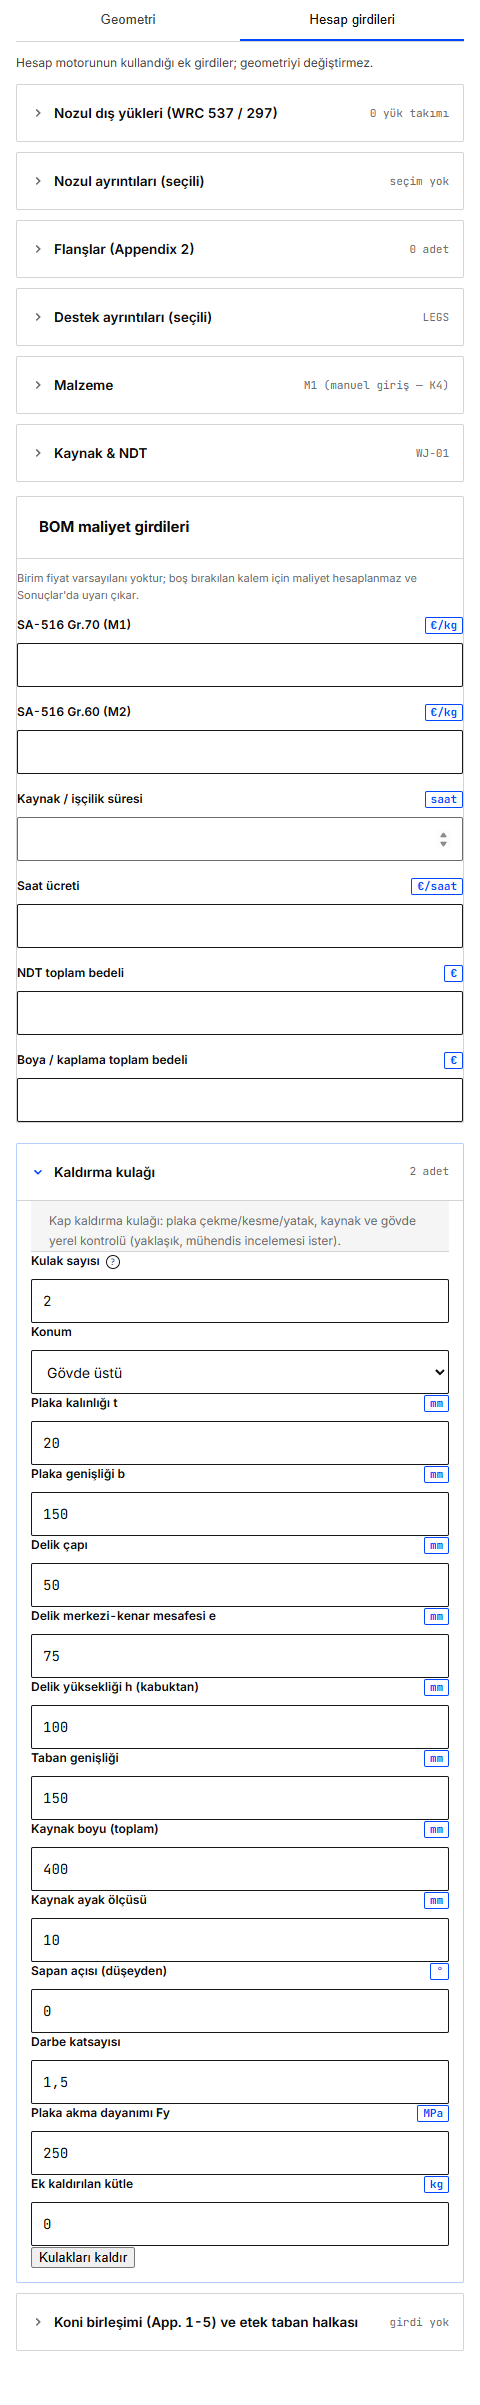 Geometri
Hesap girdileri
Hesap motorunun kullandığı ek girdiler; geometriyi değiştirmez.
Nozul dış yükleri (WRC 537 / 297) 0 yük takımı
Nozul ayrıntıları (seçili) seçim yok
Flanşlar (Appendix 2) 0 adet
Destek ayrıntıları (seçili) LEGS
Malzeme M1 (manuel giriş — K4)
Kaynak & NDT WJ-01
BOM maliyet girdileri
Birim fiyat varsayılanı yoktur; boş bırakılan kalem için maliyet hesaplanmaz ve
Sonuçlar'da uyarı çıkar.
SA-516 Gr.70 (M1) €/kg
SA-516 Gr.60 (M2) €/kg
Kaynak / işçilik süresi saat
Saat ücreti €/saat
NDT toplam bedeli €
Boya / kaplama toplam bedeli €
Kaldırma kulağı 2 adet
Kap kaldırma kulağı: plaka çekme/kesme/yatak, kaynak ve gövde
yerel kontrolü (yaklaşık, mühendis incelemesi ister).
Kulak sayısı ?
2
Konum
Gövde üstü
Plaka kalınlığı t mm
20
Plaka genişliği b mm
150
Delik çapı mm
50
Delik merkezi-kenar mesafesi e mm
75
Delik yüksekliği h (kabuktan) mm
100
Taban genişliği mm
150
Kaynak boyu (toplam) mm
400
Kaynak ayak ölçüsü mm
10
Sapan açısı (düşeyden) °
0
Darbe katsayısı
1,5
Plaka akma dayanımı Fy MPa
250
Ek kaldırılan kütle kg
0
Kulakları kaldır
Koni birleşimi (App. 1-5) ve etek taban halkası girdi yok